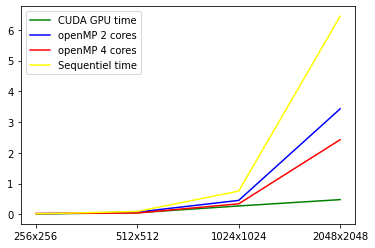 CUDA GPU time
openMP 2 cores
openMP 4 cores
Sequentiel time
6
5
4
3
2
1
0
256x256 512x512 1024x1024 2048x2048